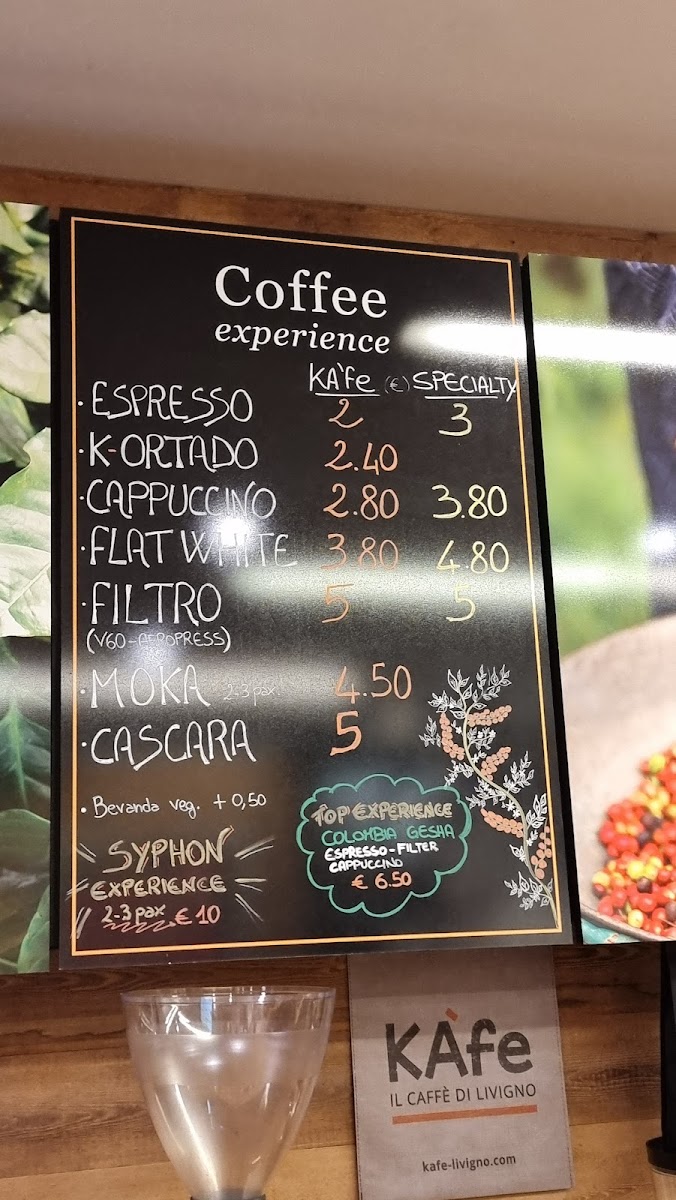 Coffee
experience
KÀFe (€) SPECIALTY
· ESPRESSO 2 3
· K-ORTADO 2.40
· CAPPUCCINO 2.80 3.80
· FLAT WHITE 3.80 4.80
· FILTRO 5 5
(V60-AEROPRESS)
· MOKA 2-3 pax 4.50
· CASCARA 5
· Bevanda veg. + 0,50
SYPHON
EXPERIENCE
2-3 pax € 10
TOP EXPERIENCE
COLOMBIA GESHA
ESPRESSO - FILTER
CAPPUCCINO
€ 6.50
KÀfe
IL CAFFÈ DI LIVIGNO
kafe-livigno.com